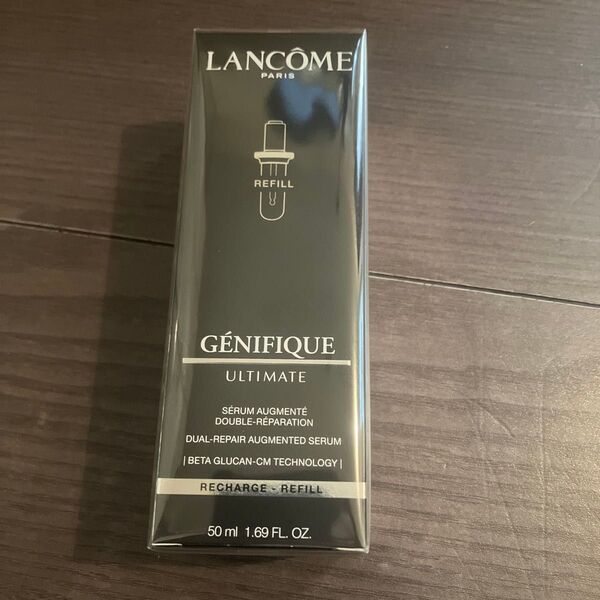 LANCÔME
PARIS
REFILL
GÉNIFIQUE
ULTIMATE
SÉRUM AUGMENTÉ
DOUBLE-RÉPARATION
DUAL-REPAIR AUGMENTED SERUM
| BETA GLUCAN-CM TECHNOLOGY |
RECHARGE - REFILL
50 ml 1.69 FL. OZ.